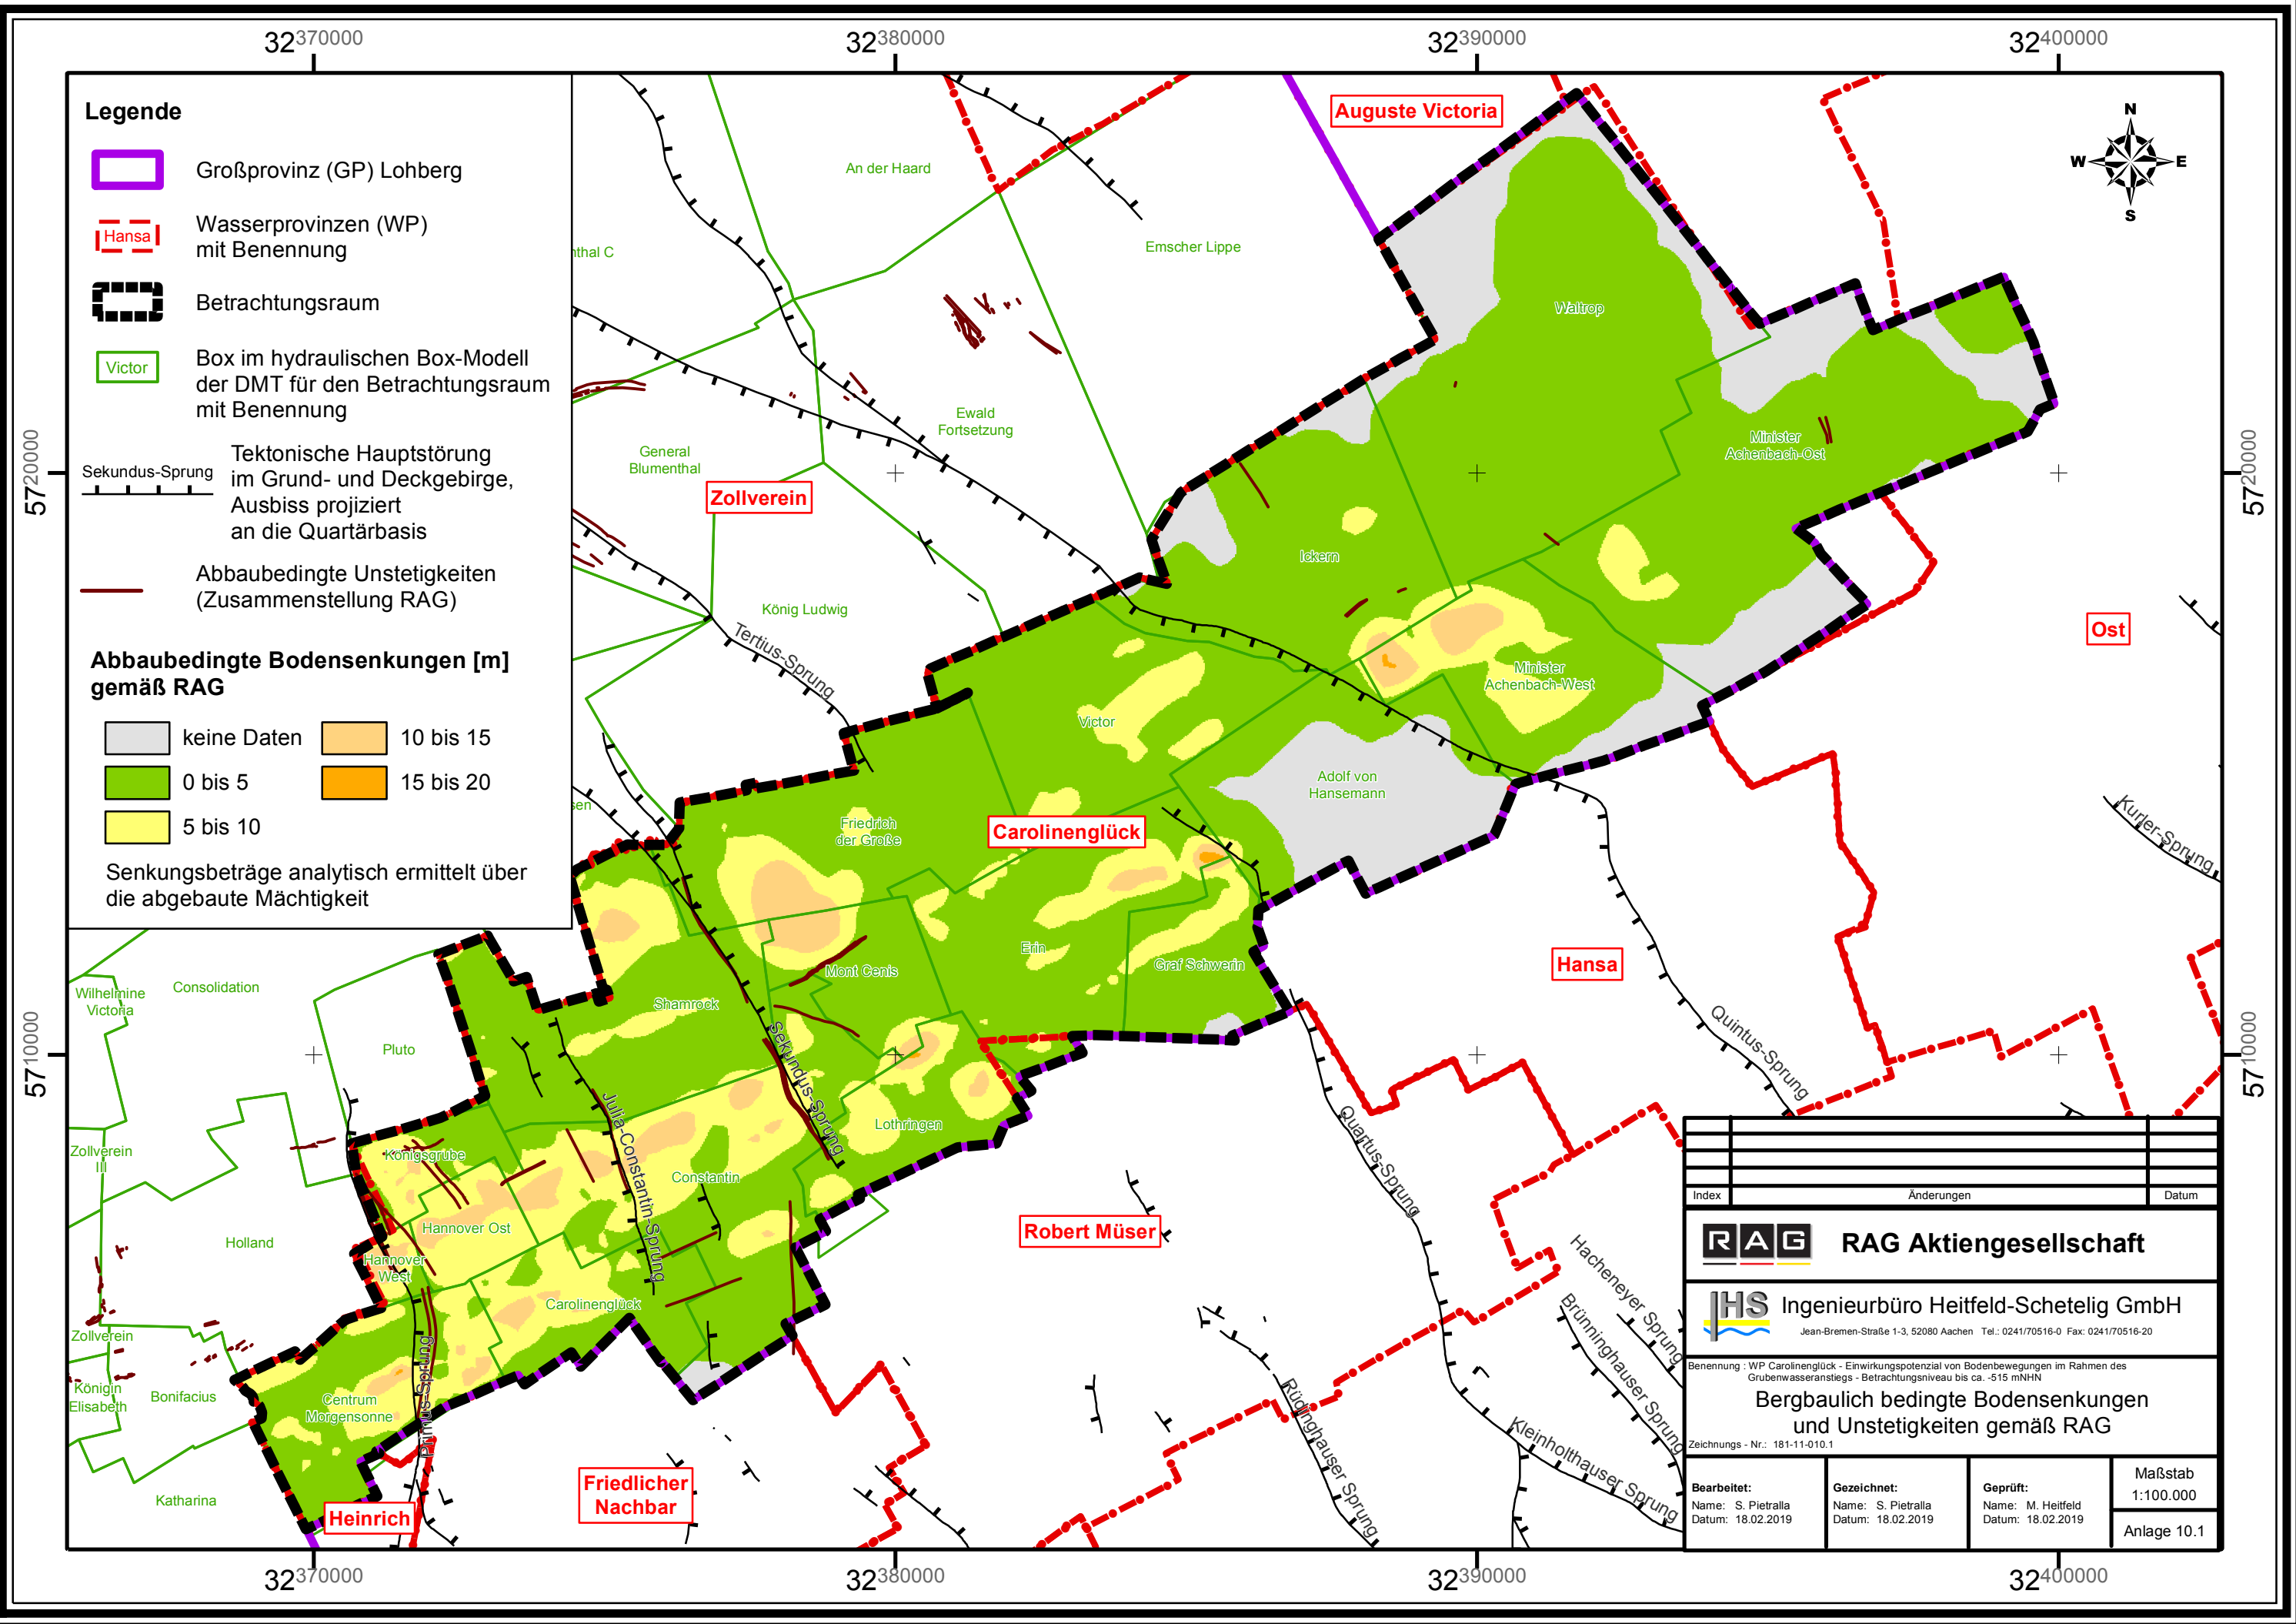 32370000
32380000
32390000
32400000
5720000
5710000
5720000
5710000
32370000
32380000
32390000
32400000
N
W
E
S
Legende
Großprovinz (GP) Lohberg
Hansa
Wasserprovinzen (WP)
mit Benennung
Betrachtungsraum
Victor
Box im hydraulischen Box-Modell
der DMT für den Betrachtungsraum
mit Benennung
Sekundus-Sprung
Tektonische Hauptstörung
im Grund- und Deckgebirge,
Ausbiss projiziert
an die Quartärbasis
Abbaubedingte Unstetigkeiten
(Zusammenstellung RAG)
Abbaubedingte Bodensenkungen [m]
gemäß RAG
keine Daten
10 bis 15
0 bis 5
15 bis 20
5 bis 10
Senkungsbeträge analytisch ermittelt über
die abgebaute Mächtigkeit
Auguste Victoria
An der Haard
Emscher Lippe
nthal C
Waltrop
Ewald
Fortsetzung
General
Blumenthal
Minister
Achenbach-Ost
Zollverein
Ickern
König Ludwig
Ost
Tertius-Sprung
Minister
Achenbach-West
Victor
Adolf von
Hansemann
sen
Friedrich
der Große
Carolinenglück
Kurler-Sprung
Erin
Graf Schwerin
Hansa
Mont Cenis
Shamrock
Wilhelmine
Victoria
Consolidation
Pluto
Sekundus-Sprung
Quintus-Sprung
Lothringen
Julia-Constantin-Sprung
Quartus-Sprung
Zollverein
III
Königsgrube
Constantin
Hannover Ost
Holland
Hannover
West
Robert Müser
Carolinenglück
Hacheneyer Sprung
Brünninghauser Sprung
Zollverein
Königin
Elisabeth
Bonifacius
Centrum
Morgensonne
Primus-Sprung
Rüdinghauser Sprung
Kleinholthauser Sprung
Katharina
Heinrich
Friedlicher
Nachbar
Index
Änderungen
Datum
RAG
RAG Aktiengesellschaft
IHS
Ingenieurbüro Heitfeld-Schetelig GmbH
Jean-Bremen-Straße 1-3, 52080 Aachen Tel.: 0241/70516-0 Fax: 0241/70516-20
Benennung : WP Carolinenglück - Einwirkungspotenzial von Bodenbewegungen im Rahmen des
Grubenwasseranstiegs - Betrachtungsniveau bis ca. -515 mNHN
Bergbaulich bedingte Bodensenkungen
und Unstetigkeiten gemäß RAG
Zeichnungs - Nr.: 181-11-010.1
Bearbeitet:
Name: S. Pietralla
Datum: 18.02.2019
Gezeichnet:
Name: S. Pietralla
Datum: 18.02.2019
Geprüft:
Name: M. Heitfeld
Datum: 18.02.2019
Maßstab
1:100.000
Anlage 10.1